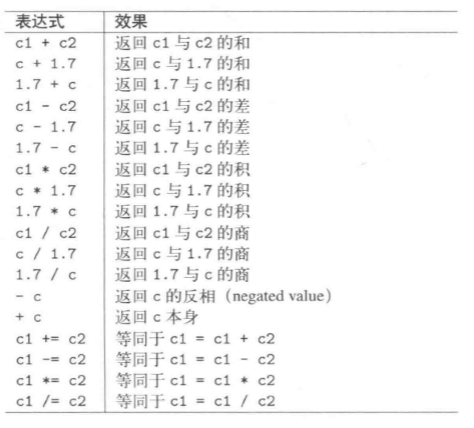 表达式 效果
c1 + c2 返回 c1 与 c2 的和
c + 1.7 返回 c 与 1.7 的和
1.7 + c 返回 1.7 与 c 的和
c1 - c2 返回 c1 与 c2 的差
c - 1.7 返回 c 与 1.7 的差
1.7 - c 返回 1.7 与 c 的差
c1 * c2 返回 c1 与 c2 的积
c * 1.7 返回 c 与 1.7 的积
1.7 * c 返回 1.7 与 c 的积
c1 / c2 返回 c1 与 c2 的商
c / 1.7 返回 c 与 1.7 的商
1.7 / c 返回 1.7 与 c 的商
- c 返回 c 的反相（negated value）
+ c 返回 c 本身
c1 += c2 等同于 c1 = c1 + c2
c1 -= c2 等同于 c1 = c1 - c2
c1 *= c2 等同于 c1 = c1 * c2
c1 /= c2 等同于 c1 = c1 / c2